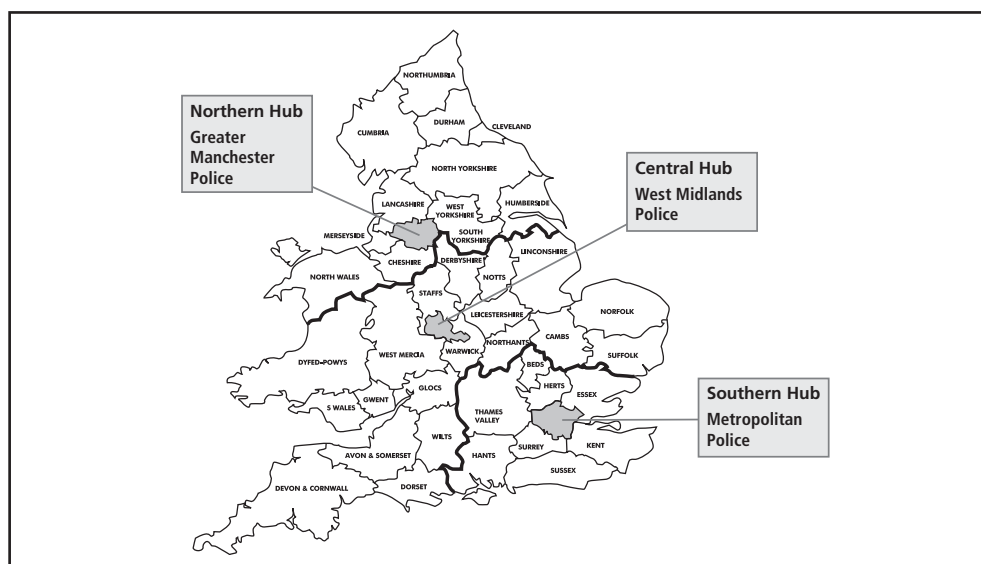 NORTHUMBRIA
Northern Hub
Greater
Manchester
Police
DURHAM
CLEVELAND
CUMBRIA
NORTH YORKSHIRE
Central Hub
West Midlands
Police
LANCASHIRE
WEST
YORKSHIRE
HUMBERSIDE
MERSEYSIDE
SOUTH
YORKSHIRE
LINCONSHIRE
CHESHIRE
DERBYSHIRE
NORTH WALES
NOTTS
STAFFS
LEICESTERSHIRE
NORFOLK
NORTHANTS
CAMBS
WARWICK
WEST MERCIA
SUFFOLK
DYFED-POWYS
BEDS
HERTS
ESSEX
GLOCS
GWENT
S WALES
THAMES
VALLEY
Southern Hub
Metropolitan
Police
WILTS
SURREY
KENT
AVON & SOMERSET
HANTS
SUSSEX
DEVON & CORNWALL
DORSET